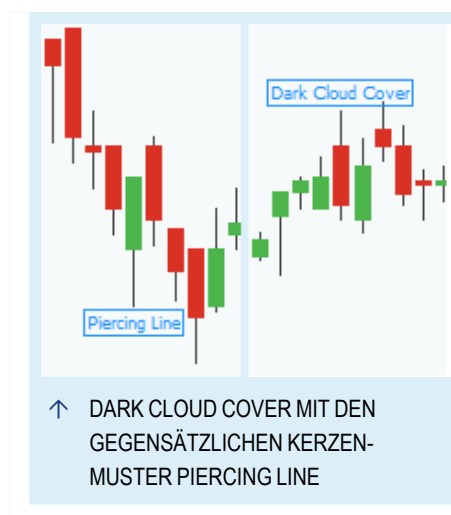 Dark Cloud Cover
Piercing Line
↑ DARK CLOUD COVER MIT DEN
GEGENSÄTZLICHEN KERZEN-
MUSTER PIERCING LINE